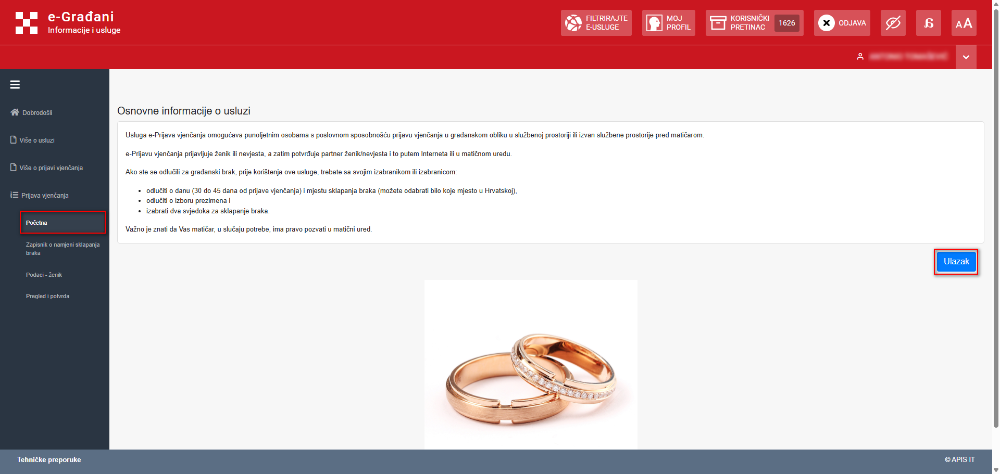 e-Građani
Informacije i usluge
FILTRIRAJTE
E-USLUGE
MOJ
PROFIL
KORISNIČKI
PRETINAC
1626
ODJAVA
AA
Dobrodošli
Više o usluzi
Više o prijavi vjenčanja
Prijava vjenčanja
Početna
Zapisnik o namjeni sklapanja
braka
Podaci - ženik
Pregled i potvrda
Osnovne informacije o usluzi
Usluga e-Prijava vjenčanja omogućava punoljetnim osobama s poslovnom sposobnošću prijavu vjenčanja u građanskom obliku u službenoj prostoriji ili izvan službene prostorije pred matičarom.
e-Prijavu vjenčanja prijavljuje ženik ili nevjesta, a zatim potvrđuje partner ženik/nevjesta i to putem Interneta ili u matičnom uredu.
Ako ste se odlučili za građanski brak, prije korištenja ove usluge, trebate sa svojim izabranikom ili izabranicom:
• odlučiti o danu (30 do 45 dana od prijave vjenčanja) i mjestu sklapanja braka (možete odabrati bilo koje mjesto u Hrvatskoj),
• odlučiti o izboru prezimena i
• izabrati dva svjedoka za sklapanje braka.
Važno je znati da Vas matičar, u slučaju potrebe, ima pravo pozvati u matični ured.
Ulazak
Tehničke preporuke
© APIS IT